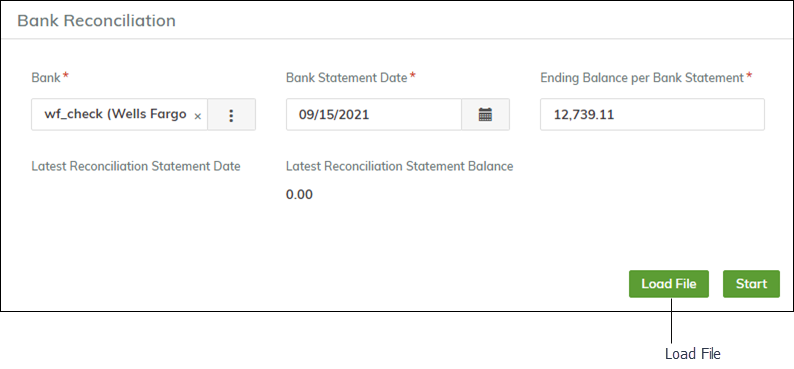 Bank Reconciliation
Bank* Bank Statement Date* Ending Balance per Bank Statement*
wf_check (Wells Fargo × 09/15/2021 12,739.11
Latest Reconciliation Statement Date Latest Reconciliation Statement Balance
0.00
Load File Start
Load File